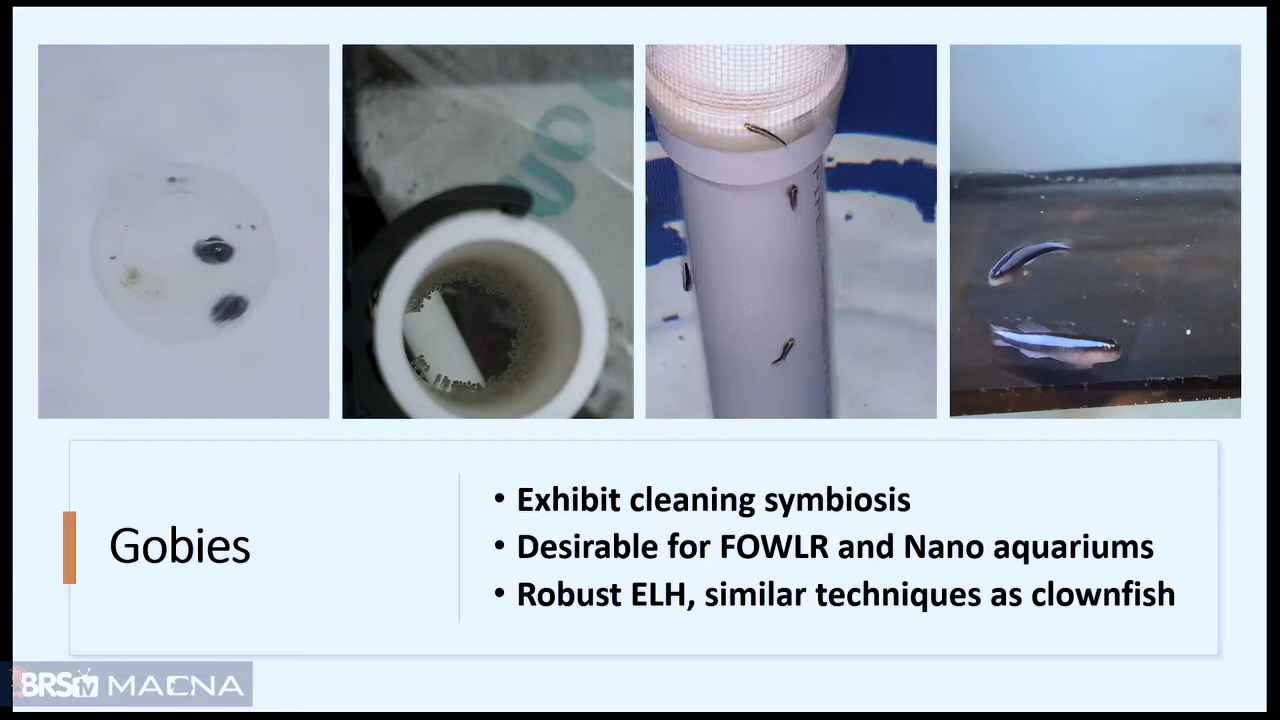 Gobies
• Exhibit cleaning symbiosis
• Desirable for FOWLR and Nano aquariums
• Robust ELH, similar techniques as clownfish
BRStv MACNA